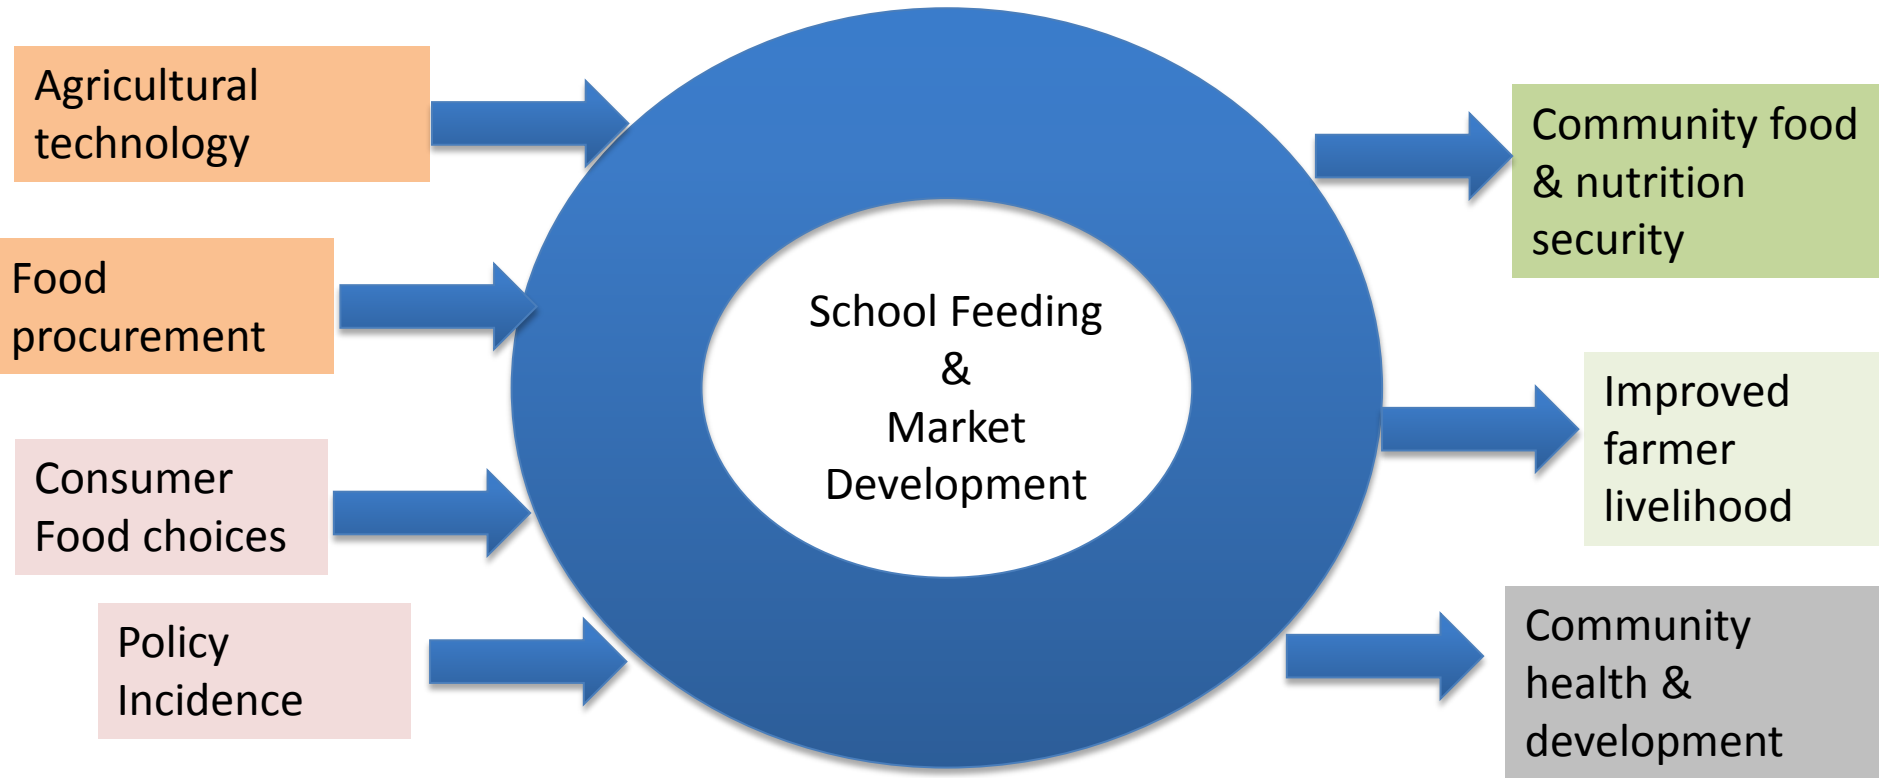 Agricultural
technology
Food
procurement
Consumer
Food choices
Policy
Incidence
School Feeding
&
Market
Development
Community food
& nutrition
security
Improved
farmer
livelihood
Community
health &
development